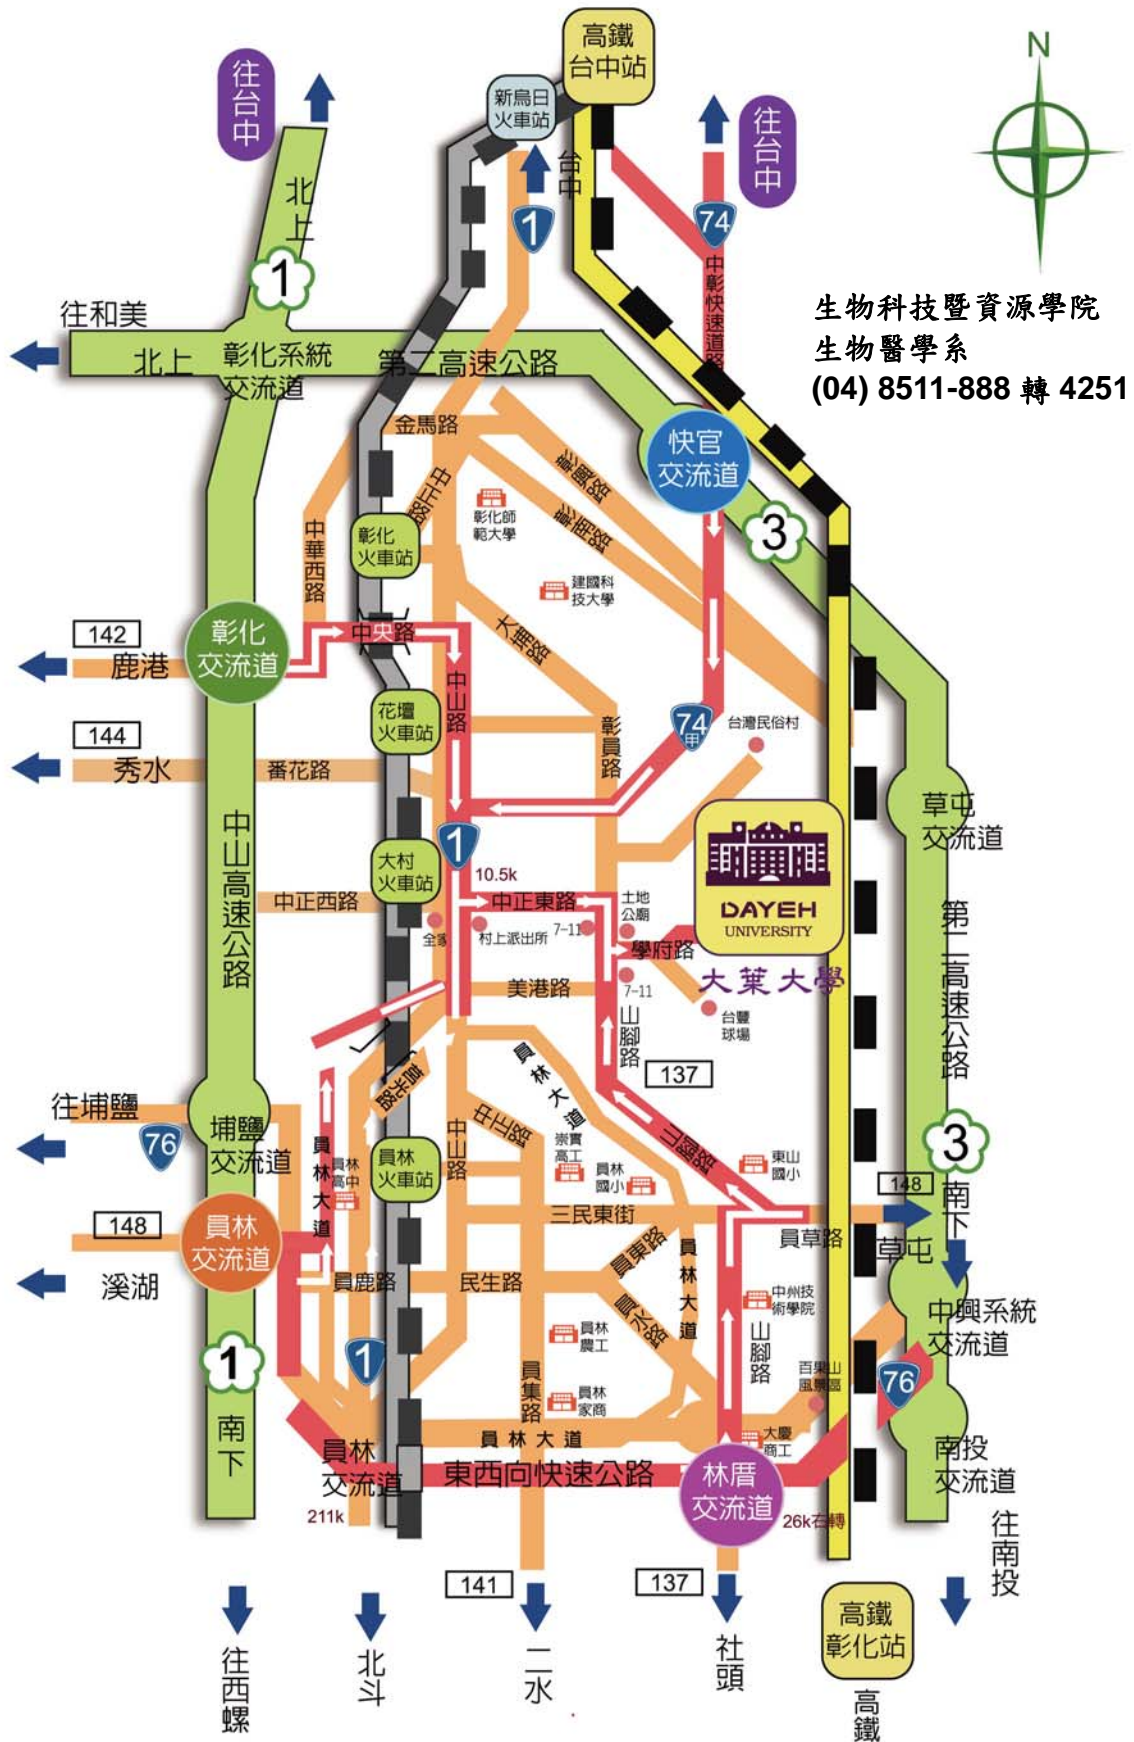 高鐵
台中站
往台中
新烏日
火車站
台中
往台中
N
北上
1
1
74
中彰快速道路
生物科技暨資源學院
生物醫學系
(04) 8511-888 轉 4251
往和美
北上
彰化系統
交流道
第二高速公路
金馬路
快官
交流道
中正路
彰興路
彰南路
彰化師
範大學
3
中華西路
彰化
火車站
建國科
技大學
142
鹿港
彰化
交流道
中央路
大埔路
中山路
花壇
火車站
彰員路
74
甲
台灣民俗村
144
秀水
番花路
中山高速公路
1
草屯
交流道
大村
火車站
10.5k
DAYEH
UNIVERSITY
大葉大學
中正西路
中正東路
土地
公廟
全家
村上派出所
7-11
學府路
第二高速公路
美港路
7-11
山腳路
台豐
球場
137
員林大道
莒光路
往埔鹽
76
埔鹽
交流道
員林大道
員林
高中
員林
火車站
中山路
中正路
崇實
高工
員林
國小
山腳路
東山
國小
3
148
南下
148
員林
交流道
三民東街
員草路
草屯
溪湖
員鹿路
民生路
員東路
員林大道
員水路
中州技
術學院
中興系統
交流道
1
1
員林
農工
山腳路
百果山
風景區
76
南下
員集路
員林
家商
員林大道
大慶
商工
員林
交流道
東西向快速公路
林厝
交流道
南投
交流道
211k
26k右轉
往南投
141
137
高鐵
彰化站
往西螺
北斗
二水
社頭
高鐵